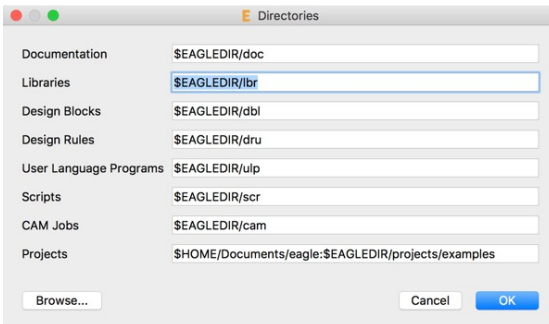 E Directories
Documentation $EAGLEDIR/doc
Libraries $EAGLEDIR/lbr
Design Blocks $EAGLEDIR/dbl
Design Rules $EAGLEDIR/dru
User Language Programs $EAGLEDIR/ulp
Scripts $EAGLEDIR/scr
CAM Jobs $EAGLEDIR/cam
Projects $HOME/Documents/eagle:$EAGLEDIR/projects/examples
Browse... Cancel OK